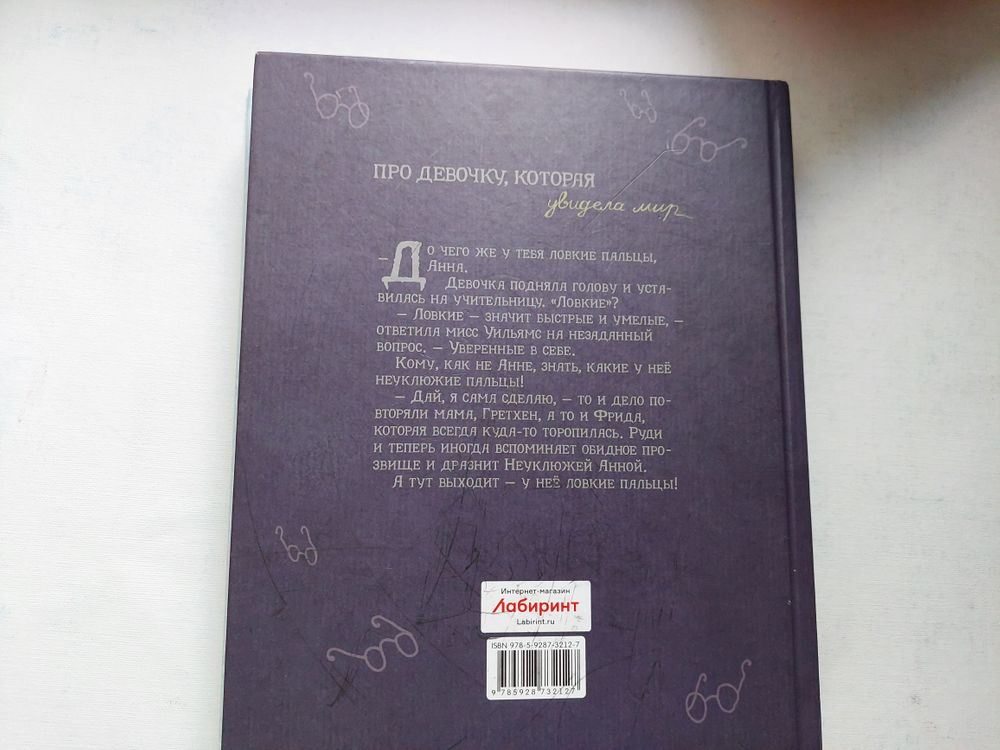 ПРО ДЕВОЧКУ, КОТОРАЯ
увидела мир
– ДО ЧЕГО ЖЕ У ТЕБЯ ЛОВКИЕ ПАЛЬЦЫ,
АННА.
ДЕВОЧКА ПОДНЯЛА ГОЛОВУ И УСТА-
ВИЛАСЬ НА УЧИТЕЛЬНИЦУ. «ЛОВКИЕ»?
– ЛОВКИЕ – ЗНАЧИТ БЫСТРЫЕ И УМЕЛЫЕ, –
ОТВЕТИЛА МИСС УИЛЬЯМС НА НЕЗАДАННЫЙ
ВОПРОС. – УВЕРЕННЫЕ В СЕБЕ.
КОМУ, КАК НЕ АННЕ, ЗНАТЬ, КАКИЕ У НЕЁ
НЕУКЛЮЖИЕ ПАЛЬЦЫ!
– ДАЙ, Я САМА СДЕЛАЮ, – ТО И ДЕЛО ПО-
ВТОРЯЛИ МАМА, ГРЕТХЕН, А ТО И ФРИДА,
КОТОРАЯ ВСЕГДА КУДА-ТО ТОРОПИЛАСЬ. РУДИ
И ТЕПЕРЬ ИНОГДА ВСПОМИНАЕТ ОБИДНОЕ ПРО-
ЗВИЩЕ И ДРАЗНИТ НЕУКЛЮЖЕЙ АННОЙ.
А ТУТ ВЫХОДИТ – У НЕЁ ЛОВКИЕ ПАЛЬЦЫ!
Интернет-магазин
Лабиринт
Labirint.ru
ISBN 978-5-9287-3212-7
9 785928 732127